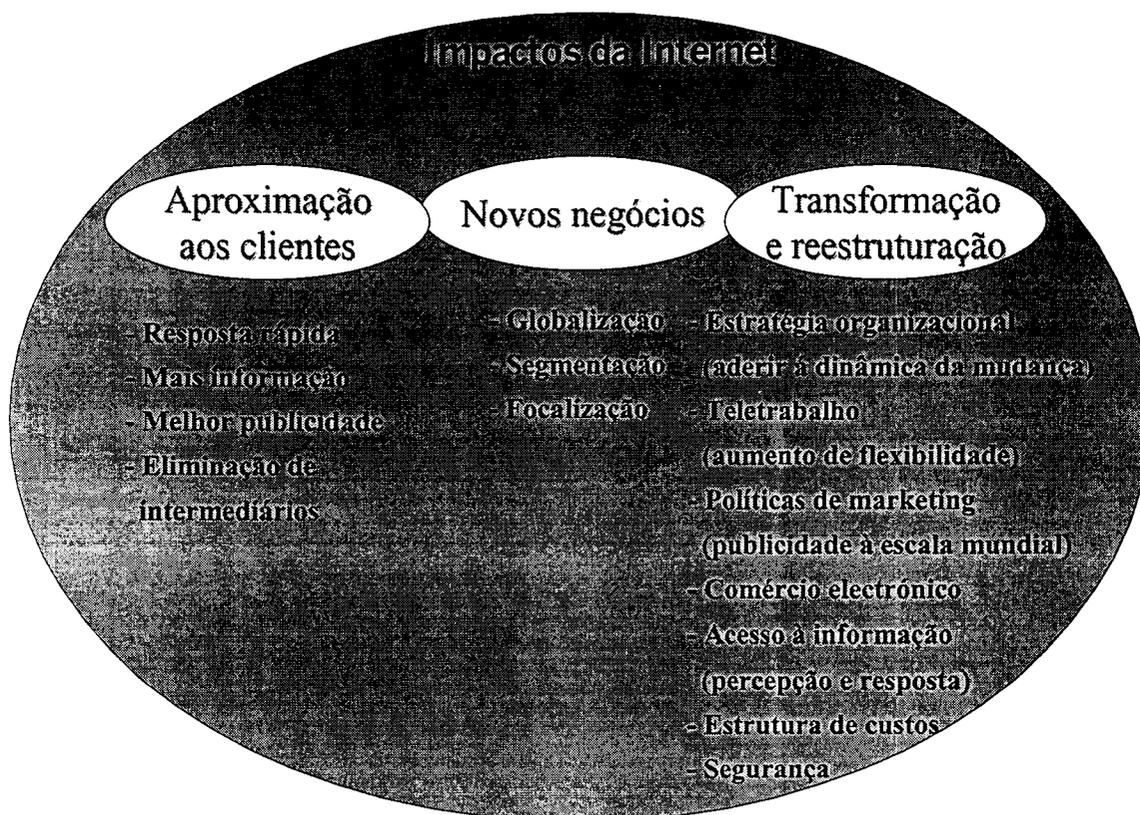 Impactos da Internet
Aproximação
aos clientes
- Resposta rápida
- Mais informação
- Melhor publicidade
- Eliminação de
intermediários
Novos negócios
- Globalização
- Segmentação
- Focalização
Transformação
e reestruturação
- Estratégia organizacional
(aderir à dinâmica da mudança)
- Teletrabalho
(aumento de flexibilidade)
- Políticas de marketing
(publicidade à escala mundial)
- Comércio electrónico
- Acesso à informação
(percepção e resposta)
- Estrutura de custos
- Segurança